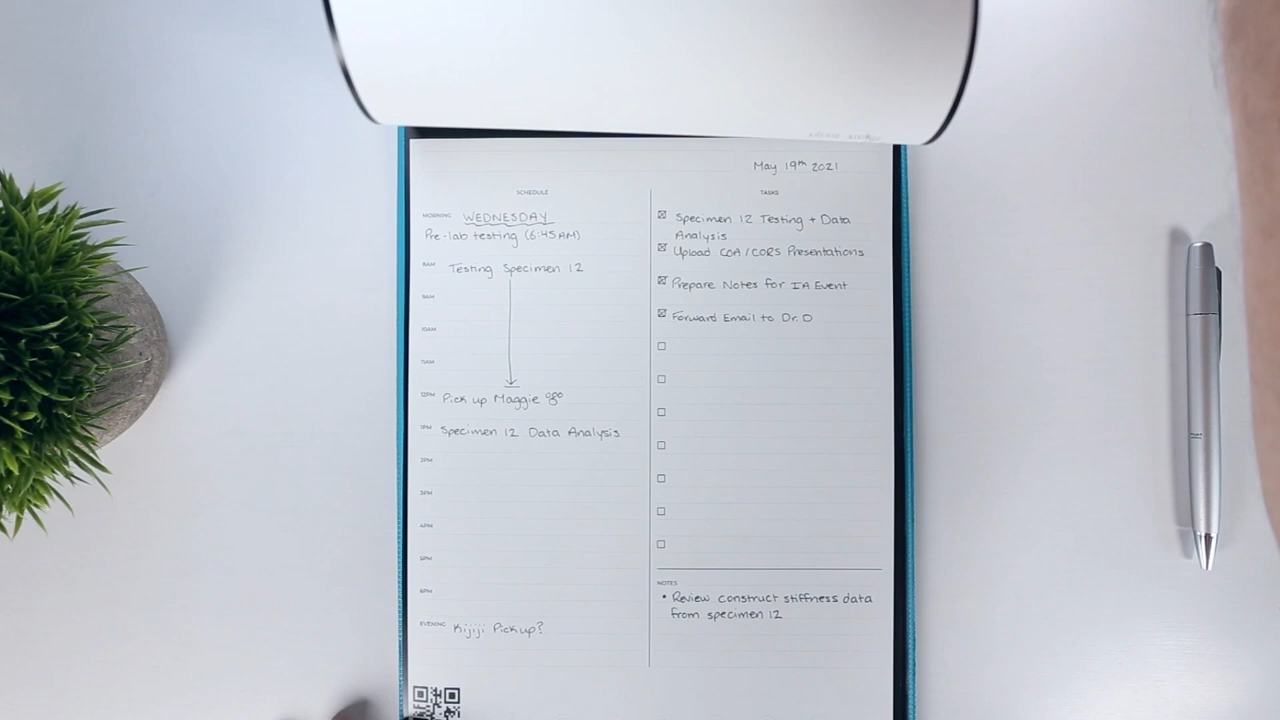 May 19th 2021
SCHEDULE
MORNING WEDNESDAY
Pre-lab testing (6:45AM)
8AM Testing Specimen 12
9AM
10AM
11AM
12PM Pick up Maggie
1PM Specimen 12 Data Analysis
2PM
3PM
4PM
5PM
6PM
EVENING Kijiji Pickup?
TASKS
Specimen 12 Testing + Data
Analysis
Upload COA/CORS Presentations
Prepare Notes for IA Event
Forward Email to Dr. D
NOTES
• Review construct stiffness data
from specimen 12